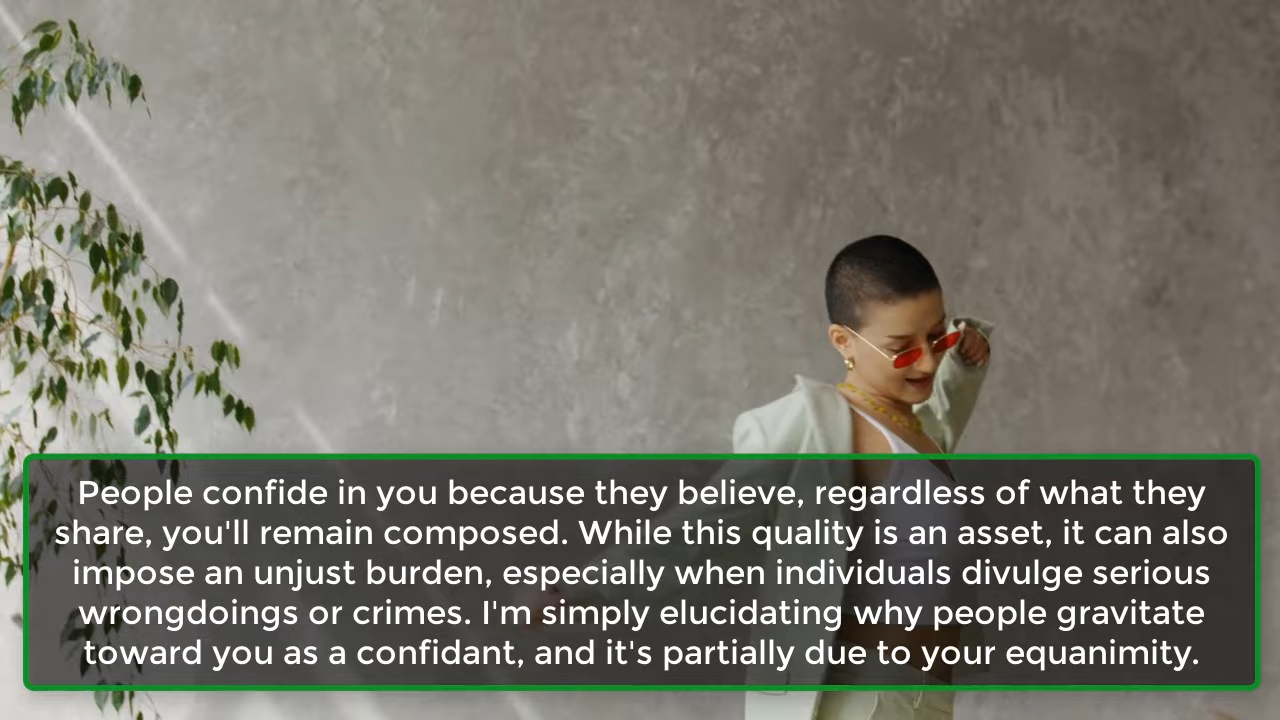 People confide in you because they believe, regardless of what they
share, you'll remain composed. While this quality is an asset, it can also
impose an unjust burden, especially when individuals divulge serious
wrongdoings or crimes. I'm simply elucidating why people gravitate
toward you as a confidant, and it's partially due to your equanimity.